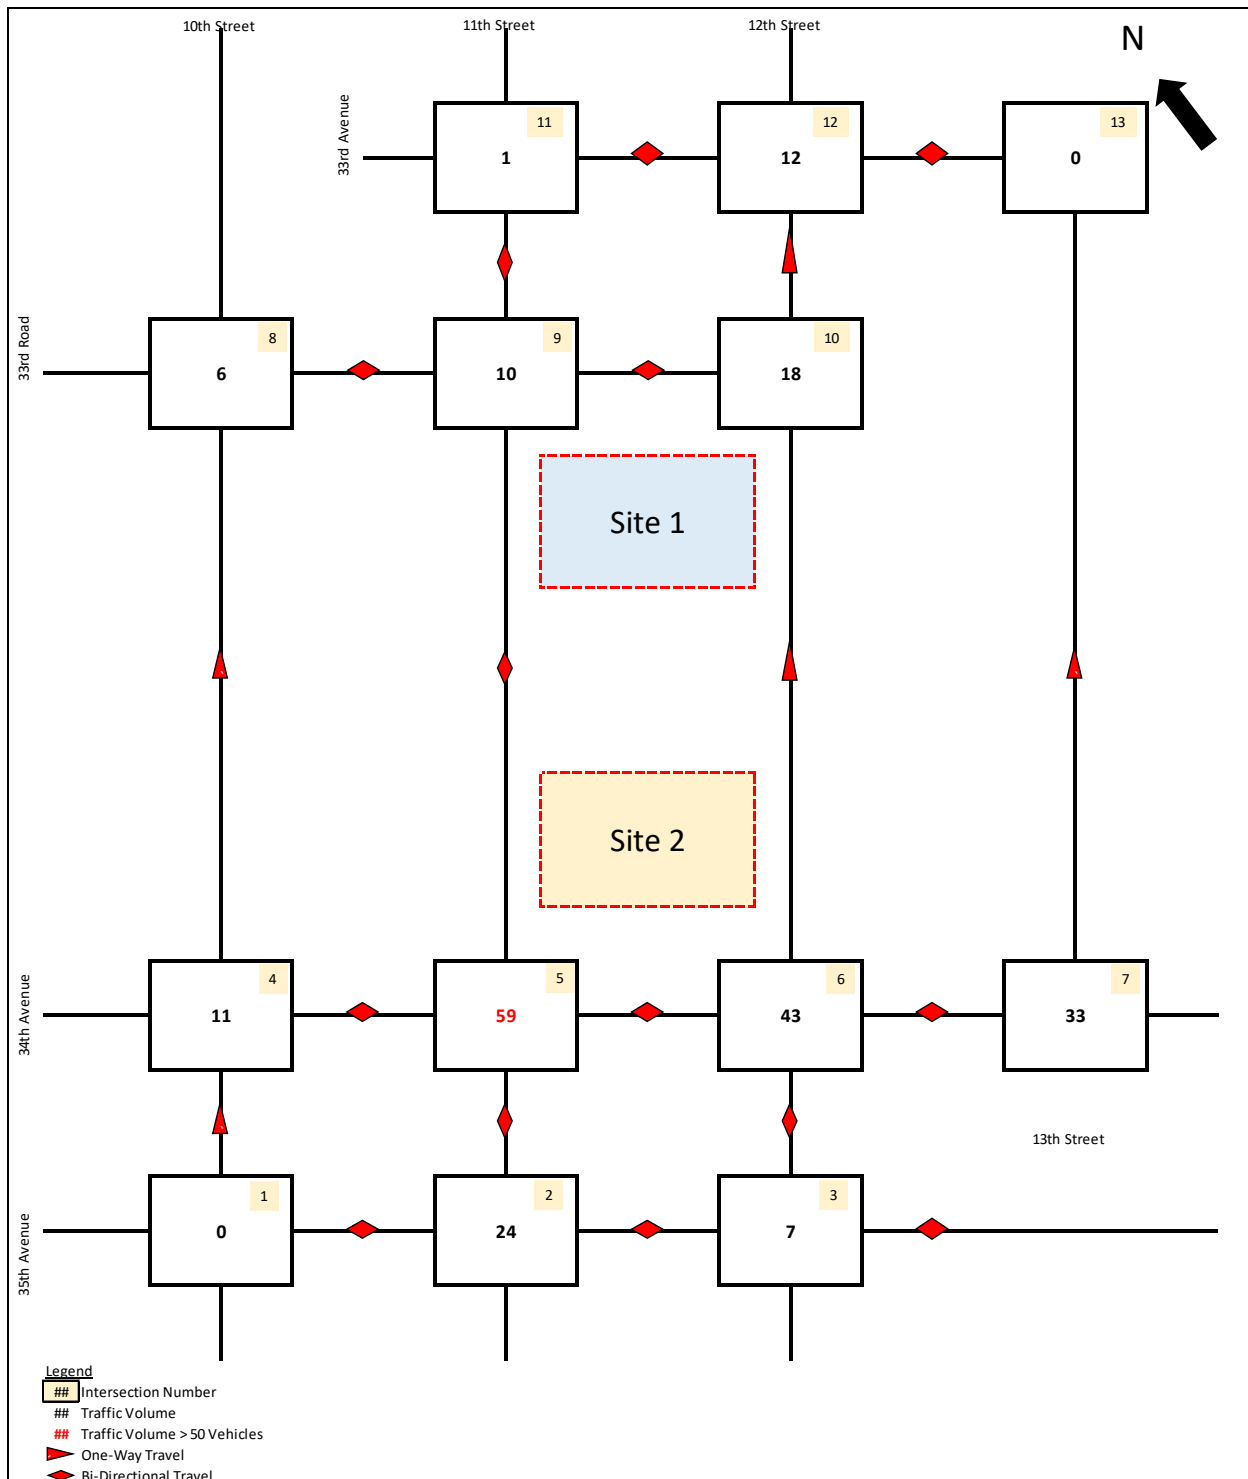 10th Street
11th Street
12th Street
N
33rd Avenue
11
1
12
12
13
0
33rd Road
8
6
9
10
10
18
Site 1
Site 2
34th Avenue
4
11
5
59
6
43
7
33
13th Street
35th Avenue
1
0
2
24
3
7
Legend
## Intersection Number
## Traffic Volume
## Traffic Volume > 50 Vehicles
One-Way Travel
Bi-Directional Travel